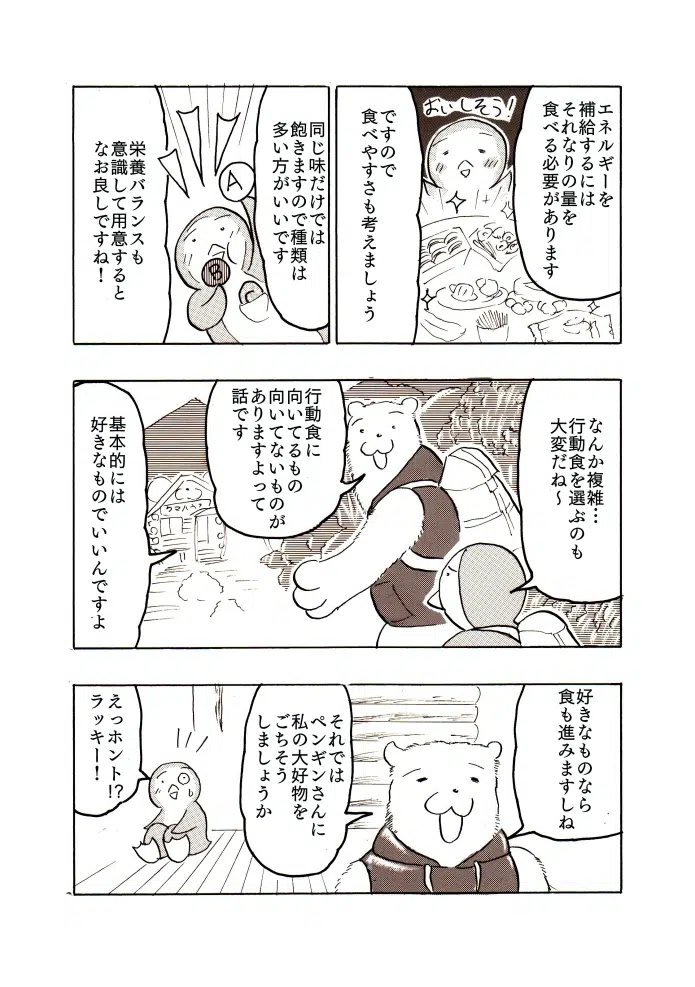 エネルギーを
補給するには
それなりの量を
食べる必要があります
おいしそう！
ですので
食べやすさも考えましょう
同じ味だけでは
飽きますので種類は
多い方がいいです
A
B
C
栄養バランスも
意識して用意すると
なお良しですね！
なんか複雑…
行動食を選ぶのも
大変だね～
行動食に
向いてるもの
向いてないものが
ありますよって
話です
クマハウス
基本的には
好きなものでいいんですよ
好きなものなら
食も進みますしね
それでは
ペンギンさんに
私の大好物を
ごちそう
しましょうか
えっホント!?
ラッキー！